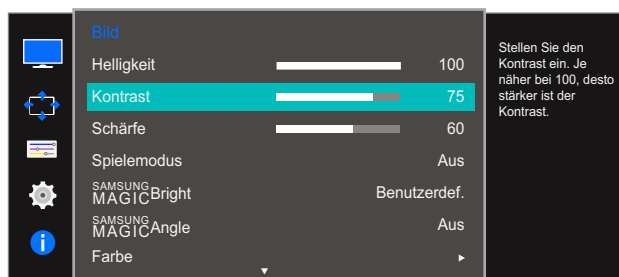 Bild
Helligkeit 100
Kontrast 75
Schärfe 60
Spielemodus Aus
SAMSUNG MAGIC Bright Benutzerdef.
SAMSUNG MAGIC Angle Aus
Farbe
Stellen Sie den
Kontrast ein. Je
näher bei 100, desto
stärker ist der
Kontrast.